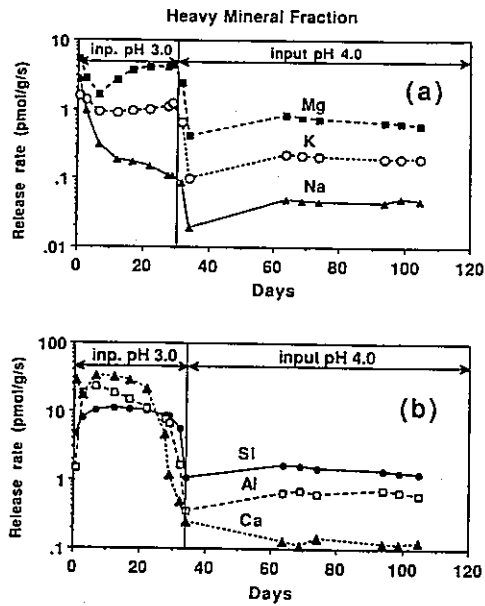 Heavy Mineral Fraction
inp. pH 3.0
input pH 4.0
(a)
Release rate (pmol/g/s)
10
1
.1
.01
Mg
K
Na
0 20 40 60 80 100 120
Days
inp. pH 3.0
input pH 4.0
(b)
Release rate (pmol/g/s)
100
10
1
.1
Si
Al
Ca
0 20 40 60 80 100 120
Days